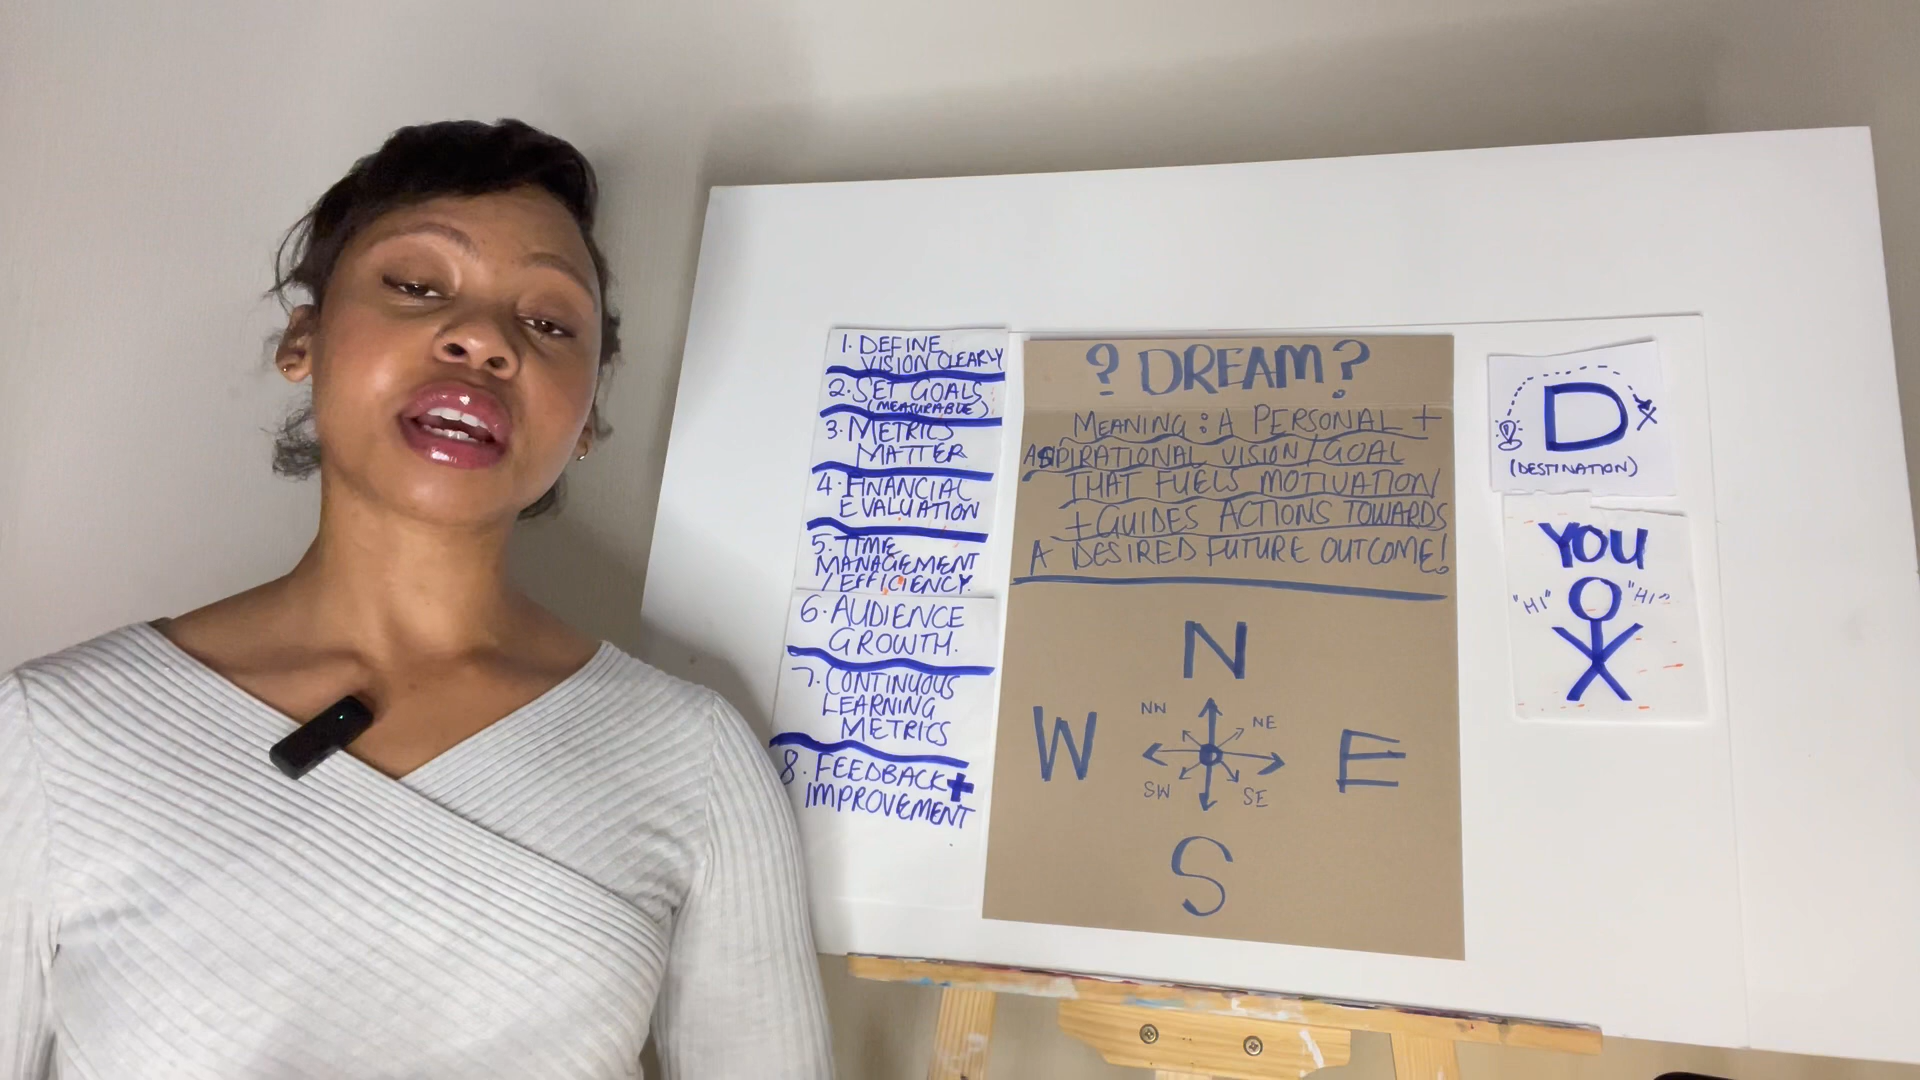 1. DEFINE
VISION CLEARLY
2. SET GOALS
(MEASURABLE)
3. METRICS
MATTER
4. FINANCIAL
EVALUATION
5. TIME
MANAGEMENT
/ EFFICIENCY.
6. AUDIENCE
GROWTH.
7. CONTINUOUS
LEARNING
METRICS
8. FEEDBACK +
IMPROVEMENT
? DREAM?
MEANING: A PERSONAL +
ASPIRATIONAL VISION/GOAL
THAT FUELS MOTIVATION
+ GUIDES ACTIONS TOWARDS
A DESIRED FUTURE OUTCOME!
N
NW NE
W E
SW SE
S
D X
(DESTINATION)
YOU
"HI" "HI"